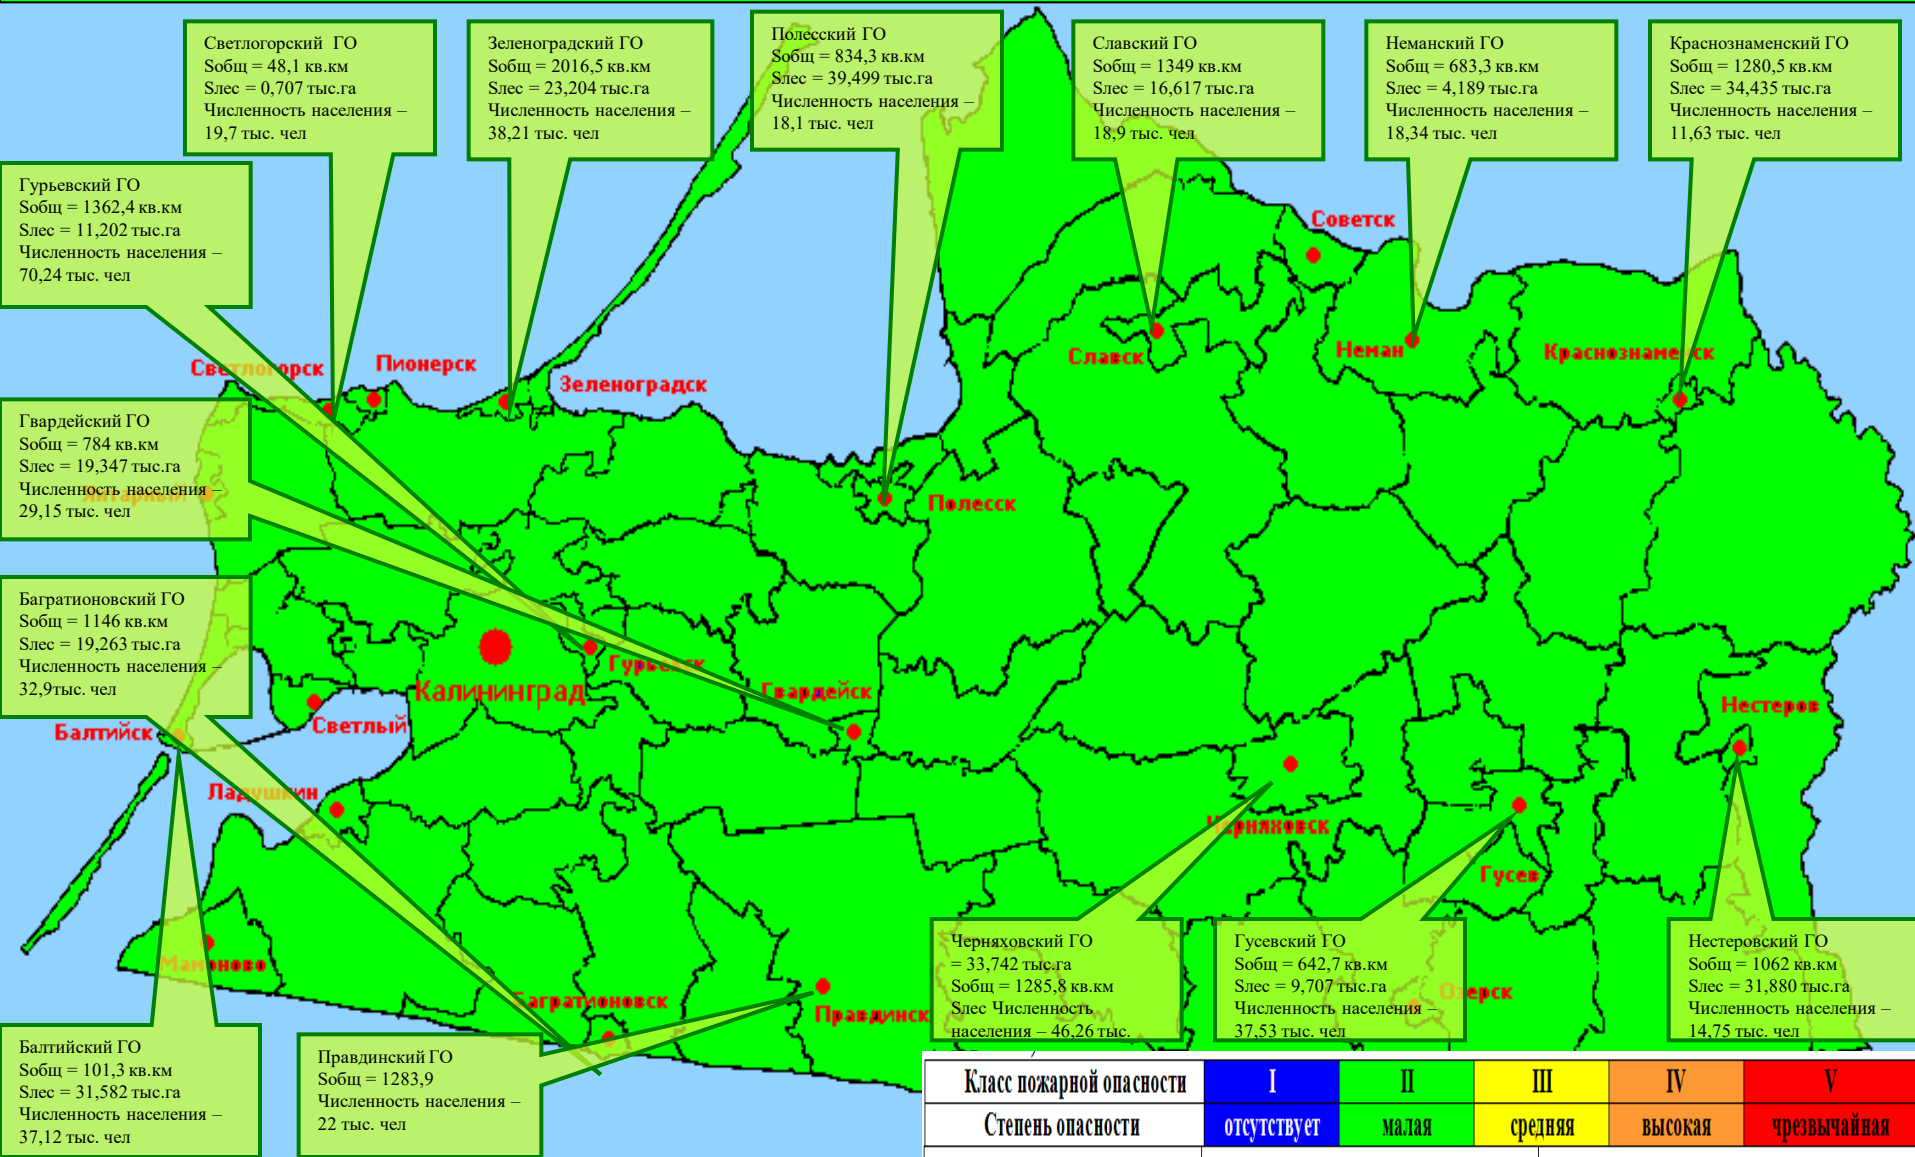 Светлогорский ГО
Sобщ = 48,1 кв.км
Sлес = 0,707 тыс.га
Численность населения –
19,7 тыс. чел
Зеленоградский ГО
Sобщ = 2016,5 кв.км
Sлес = 23,204 тыс.га
Численность населения –
38,21 тыс. чел
Полесский ГО
Sобщ = 834,3 кв.км
Sлес = 39,499 тыс.га
Численность населения –
18,1 тыс. чел
Славский ГО
Sобщ = 1349 кв.км
Sлес = 16,617 тыс.га
Численность населения –
18,9 тыс. чел
Неманский ГО
Sобщ = 683,3 кв.км
Sлес = 4,189 тыс.га
Численность населения –
18,34 тыс. чел
Краснознаменский ГО
Sобщ = 1280,5 кв.км
Sлес = 34,435 тыс.га
Численность населения –
11,63 тыс. чел
Гурьевский ГО
Sобщ = 1362,4 кв.км
Sлес = 11,202 тыс.га
Численность населения –
70,24 тыс. чел
Советск
Светлогорск
Пионерск
Зеленоградск
Славск
Неман
Краснознаменск
Гвардейский ГО
Sобщ = 784 кв.км
Sлес = 19,347 тыс.га
Численность населения –
29,15 тыс. чел
Янтарный
Полесск
Багратионовский ГО
Sобщ = 1146 кв.км
Sлес = 19,263 тыс.га
Численность населения –
32,9тыс. чел
Гурьевск
Калининград
Гвардейск
Нестеров
Балтийск
Светлый
Ладушкин
Черняховск
Гусев
Мамоново
Багратионовск
Правдинск
Озерск
Черняховский ГО
= 33,742 тыс.га
Sобщ = 1285,8 кв.км
Sлес Численность
населения – 46,26 тыс.
Гусевский ГО
Sобщ = 642,7 кв.км
Sлес = 9,707 тыс.га
Численность населения –
37,53 тыс. чел
Нестеровский ГО
Sобщ = 1062 кв.км
Sлес = 31,880 тыс.га
Численность населения –
14,75 тыс. чел
Балтийский ГО
Sобщ = 101,3 кв.км
Sлес = 31,582 тыс.га
Численность населения –
37,12 тыс. чел
Правдинский ГО
Sобщ = 1283,9
Численность населения –
22 тыс. чел
Класс пожарной опасности I II III IV V
Степень опасности отсутствует малая средняя высокая чрезвычайная